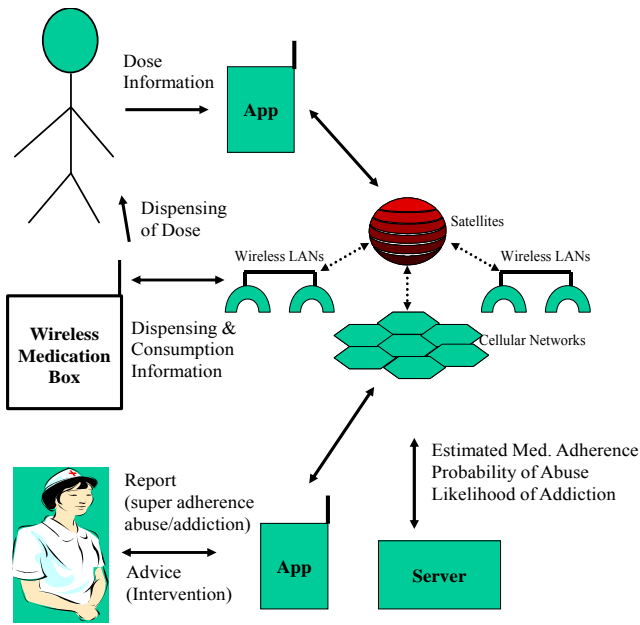 Dose
Information
App
Satellites
Dispensing
of Dose
Wireless LANs
Wireless LANs
Wireless
Medication
Box
Dispensing &
Consumption
Information
Cellular Networks
Estimated Med. Adherence
Probability of Abuse
Likelihood of Addiction
Report
(super adherence
abuse/addiction)
Advice
(Intervention)
App
Server